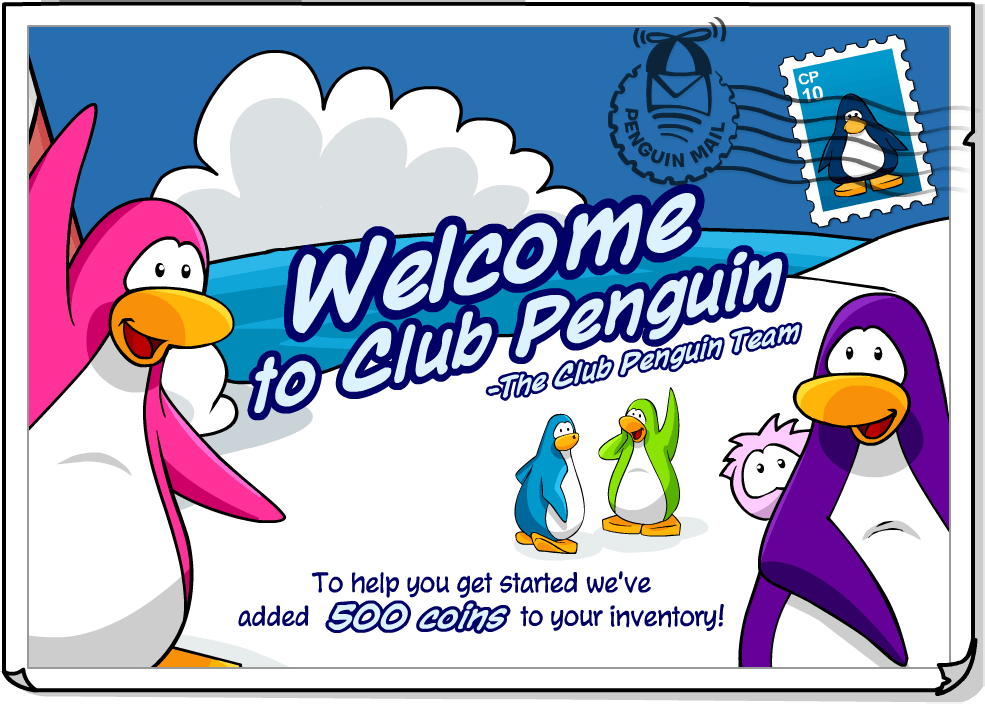 CP
10
PENGUIN MAIL
Welcome
to Club Penguin
-The Club Penguin Team
To help you get started we've
added 500 coins to your inventory!